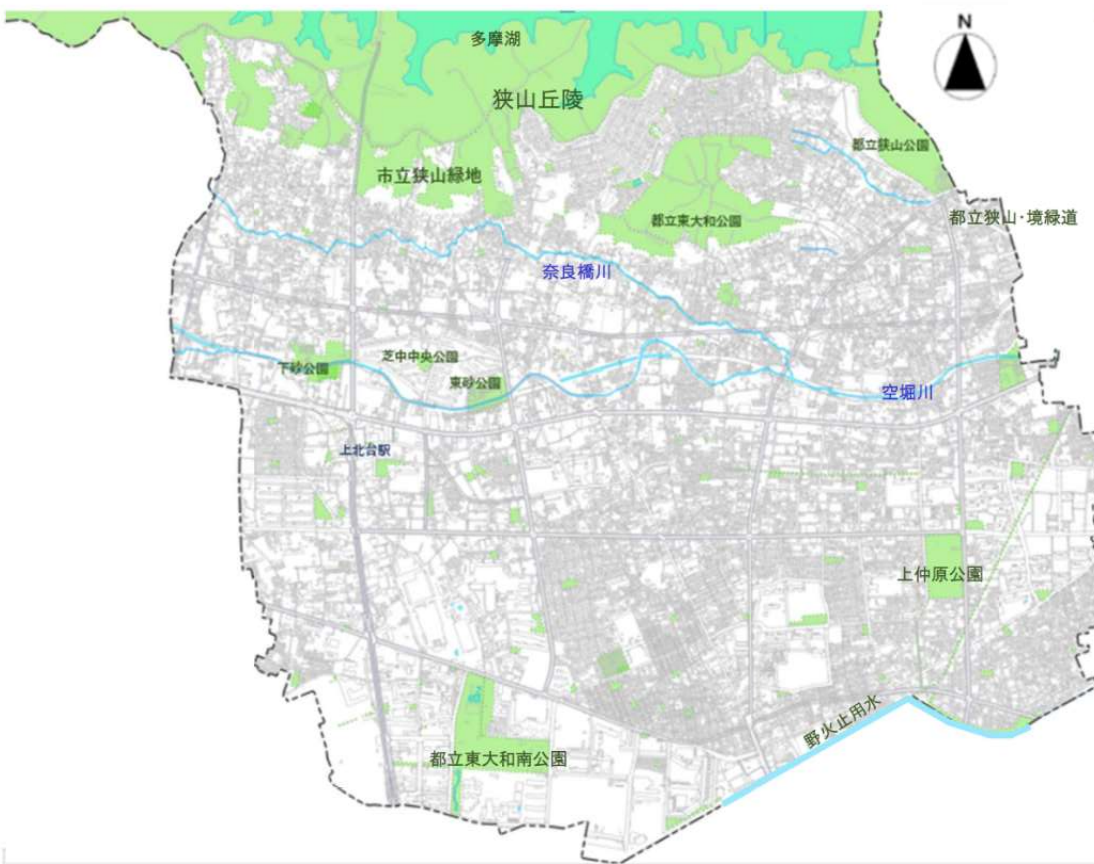 N
多摩湖
狭山丘陵
都立狭山公園
市立狭山緑地
都立東大和公園
都立狭山・境緑道
奈良橋川
芝中中央公園
下砂公園
東砂公園
空堀川
上北台駅
上仲原公園
野火止用水
都立東大和南公園